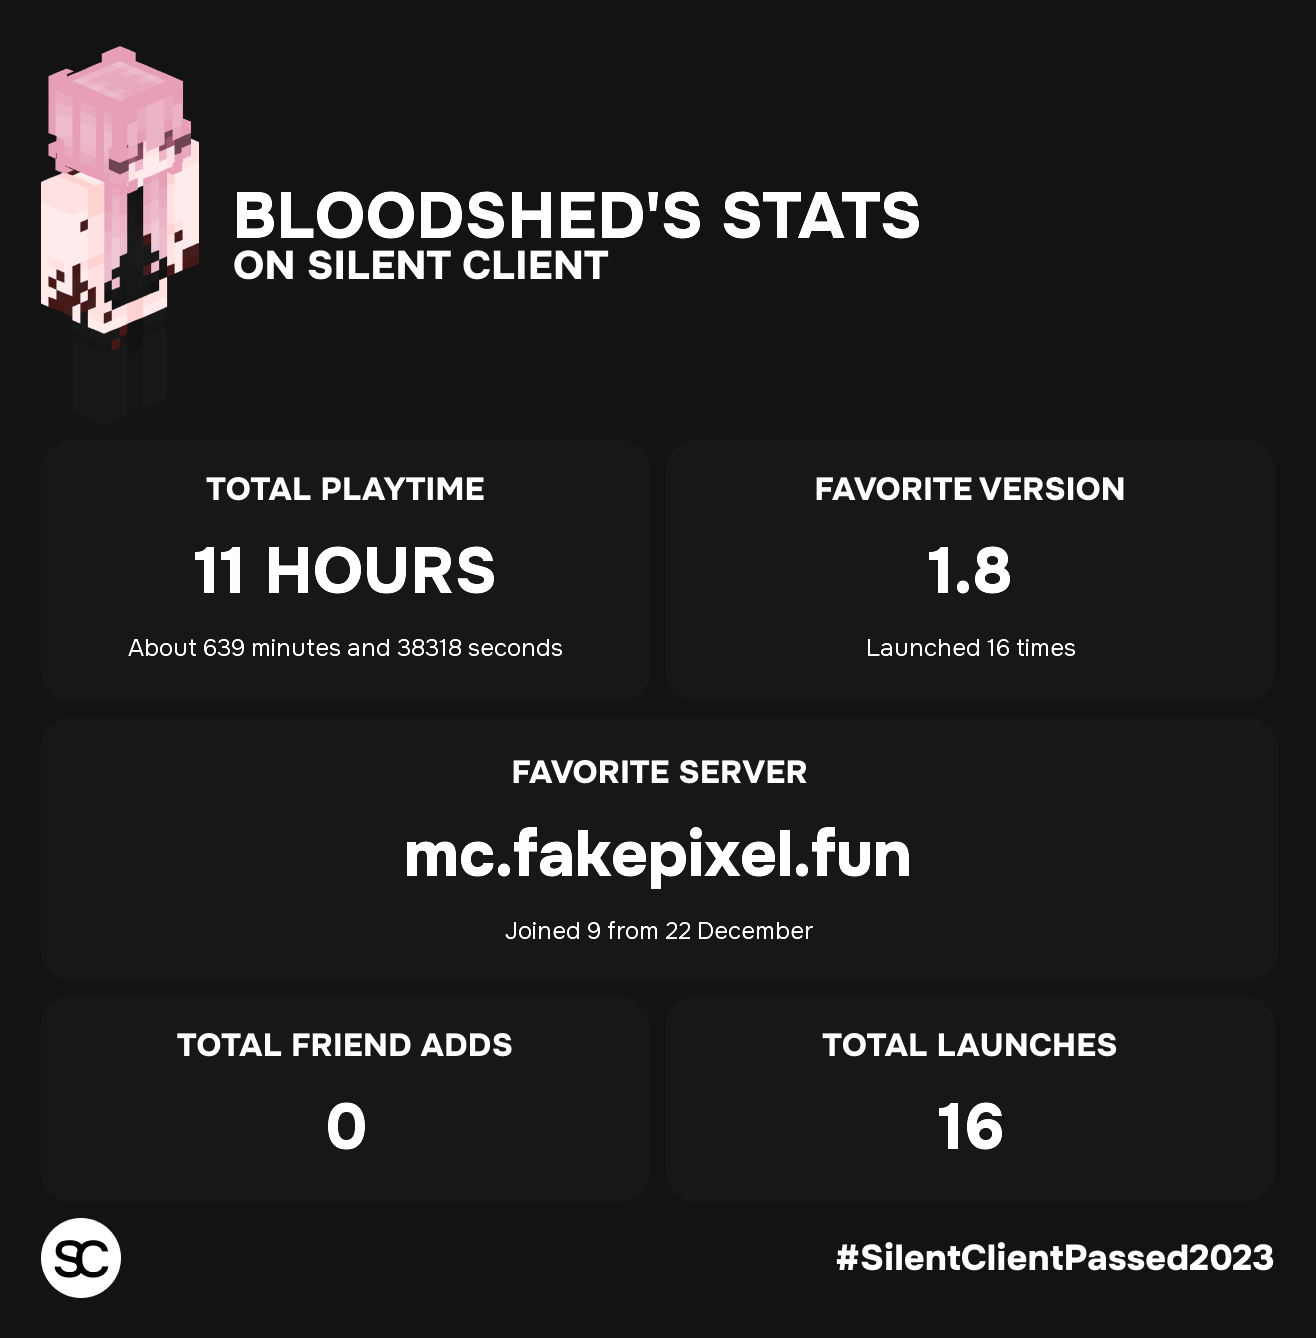 BLOODSHED'S STATS
ON SILENT CLIENT
TOTAL PLAYTIME
11 HOURS
About 639 minutes and 38318 seconds
FAVORITE VERSION
1.8
Launched 16 times
FAVORITE SERVER
mc.fakepixel.fun
Joined 9 from 22 December
TOTAL FRIEND ADDS
0
TOTAL LAUNCHES
16
SC
#SilentClientPassed2023